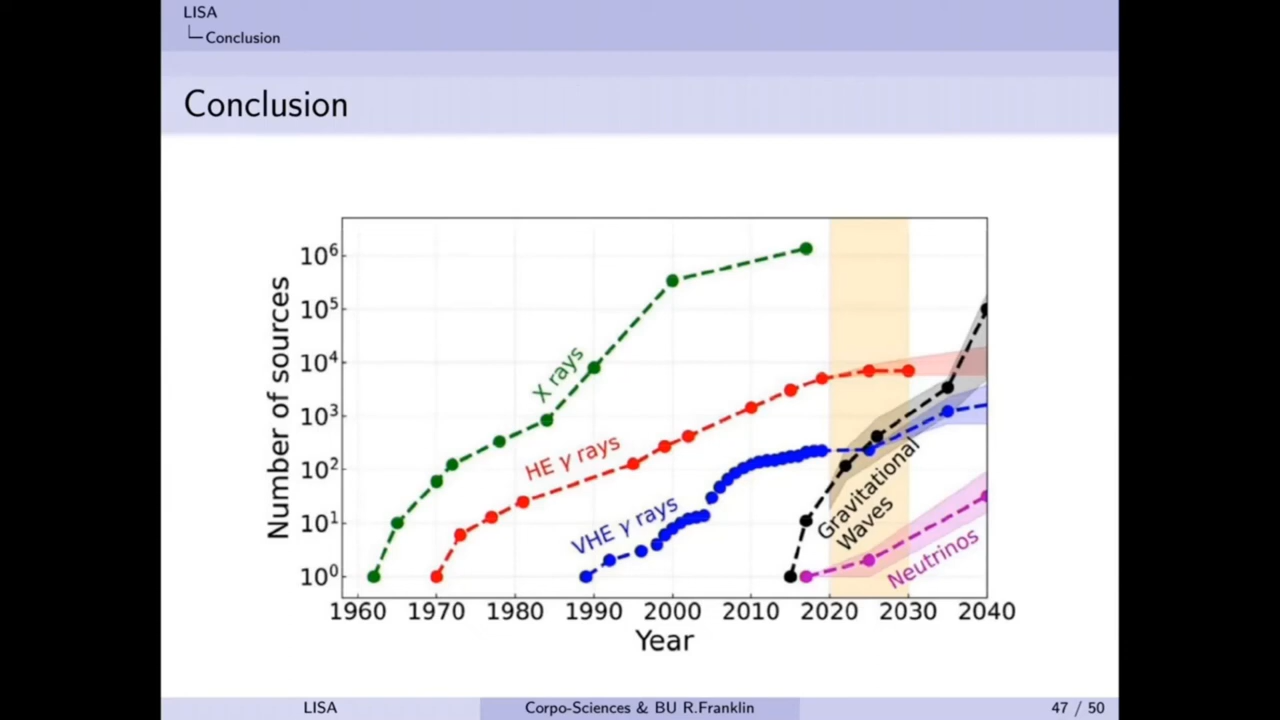 LISA
Conclusion
Conclusion
Number of sources
10⁶
10⁵
10⁴
10³
10²
10¹
10⁰
X rays
HE γ rays
VHE γ rays
Gravitational
Waves
Neutrinos
1960 1970 1980 1990 2000 2010 2020 2030 2040
Year
LISA Corpo-Sciences & BU R.Franklin 47 / 50